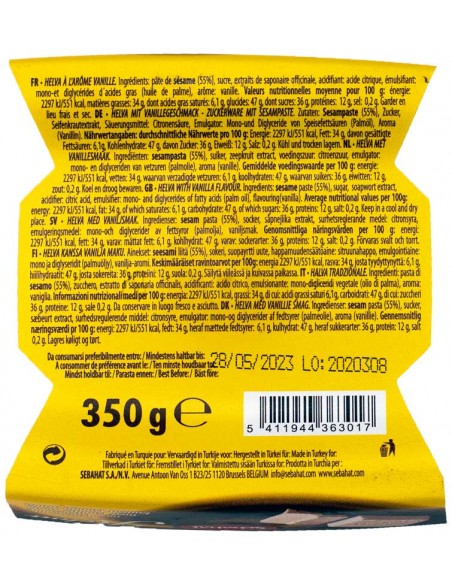 FR - HELVA À L'ARÔME VANILLE. Ingrédients: pâte de sésame (55%), sucre, extraits de saponaire officinale, acidifiant: acide citrique, émulsifiant:
mono-et diglycérides d'acides gras (huile de palme), arôme vanille. Valeurs nutritionnelles moyenne pour 100 g: énergie:
2297 kJ/551 kcal, matières grasses: 34 g dont acides gras saturés: 6,1 g, glucides: 47 g dont sucres: 36 g, protéines: 12 g, sel: 0,2 g. Garder en
lieu frais et sec. DE - HELVA MIT VANILLEGESCHMACK - ZUCKERWARE MIT SESAMPASTE. Zutaten: Sesampaste (55%), Zucker,
Seifenkrautextrakt, Säuerungsmittel: Citronensäure, Emulgator: Mono-und Diglyceride von Speisefettsäuren (Palmöl), Aroma
(Vanillin). Nährwertangaben: durchschnittliche Nährwerte pro 100 g: Energie: 2297 kJ/551 kcal, Fett: 34 g, davon gesättigte
Fettsäuren: 6,1g, Kohlenhydrate: 47 g, davon Zucker: 36 g, Eiweiß: 12 g, Salz: 0,2 g. Kühl und trocken lagern. NL - HELVA MET
VANILLESMAAK. Ingrediënten: sesampasta (55%), suiker, zeepkruid extract, voedingszuur: citroenzuur, emulgator:
mono- en diglyceriden van vetzuren (palmolie), aroma (vanilline). Gemiddelde voedingswaarde per 100 g: energie:
2297 kJ/551 kcal, vetten: 34 g, waarvan verzadigde vetzuren: 6,1 g, koolhydraten: 47 g, waarvan suikers: 36 g, eiwitten: 12 g,
zout: 0,2 g. Koel en droog bewaren. GB - HELVA WITH VANILLA FLAVOUR. Ingredients: sesame paste (55%), sugar, soapwort extract,
acidifier: citric acid, emulsifier: mono- and diglycerides of fatty acids (palm oil), flavouring(vanilla). Average nutritional values per 100g:
energy: 2297 kJ/551 kcal, fat: 34 g, of which saturates: 6,1 g, carbohydrate: 47 g, of which sugars: 36 g, protein: 12 g, salt: 0,2 g. Keep in a cool and dry
place. SV - HELVA MED VANILJSMAK. Ingredienser: sesam pasta (55%), socker, såpnejlika extrakt, surhetsreglerande medel: citronsyra,
emulgeringsmedel: mono-och diglycerider av fettsyror (palmolja), vanilj smak. Genomsnittliga näringsvärden per 100 g: energi:
2297 kJ/551 kcal, fett: 34 g, varav: mättat fett: 6,1 g, kolhydrater: 47 g, varav: sockerarter: 36 g, proteiner: 12 g, salt: 0,2 g. Förvaras svalt och torrt.
FI - HELVA KANSSA VANILJA MAKU. Ainekset: seesami liitä (55%), sokeri, suopayrtti uute, happamuudensäätöaine: sitruunahappo, emulgointiaine:
mono-ja diglyseridit (palmuöljy), vanilja-aromi. Keskimääräiset ravintoarvot per 100g: energia: 2297 kJ/551 kcal, rasva: 34 g, josta tyydyttynyttä: 6,1 g,
hiilihydraatit: 47 g, josta sokereita: 36 g, proteiini: 12 g, suola: 0,2 g. Säilytä viileässä ja kuivassa paikassa. IT - HALVA TRADIZIONALE. Ingredienti: pasta di
sesamo (55%), zucchero, estratto di saponaria officinali, acidificanti: acido citrico, emulsionante: mono-digliceridi vegetale (olio di palma), aroma di
vaniglia. Informazioni nutrizionali medi per 100 g: energia: 2297 kJ/551 kcal, grassi: 34 g di cui: acidi grassi saturi 6,1 g, carboidrati: 47 g, di cui: zuccheri
36 g, proteine: 12 g, sale 0,2 g. Da conservare in luogo fresco e asciutto. DK - HELVA MED VANILLIE SMAG. Ingredienser: sesam pasta (55%), sucker,
sæbeurt extrakt, surhedsregulerende middel: citronsyre, emulgator: mono- og diglycerider af fedtsyrer (palmeolie), aroma (vanillie). Gennemsnitlig
næringsværdi pr 100 g: energi: 2297 kJ/551 kcal, fedt: 34 g, heraf mættede fedtsyrer: 6,1 g, kulhydrat: 47 g, heraf sukkerarter: 36 g, protein: 12 g, salt:
0,2 g. Lagres køligt og tørt.
Da consumarsi preferibilmente entro / Mindestens haltbar bis:
A consommer de préférence avant le: / Ten minste houdbaar tot:
Mindst holdbar til / Parasta ennen: / Best Before: / Bäst före:
28/05/2023 LO: 2020308
350 g e
5 411944 363017
Fabriqué en Turquie pour: Vervaardigd in Turkije voor: Hergestellt in Türkei für: Made in Turkey for:
Tillverkad i Turkiet för: Fremstillet i Tyrkiet for: Valmistettu sisätan Turkissa for: Prodotta in Turchia per:
SEBAHAT S.A./N.V. Avenue Antoon Van Oss 1 B23/25 1120 Brussels BELGIUM info@sebahat.com www.sebahat.com